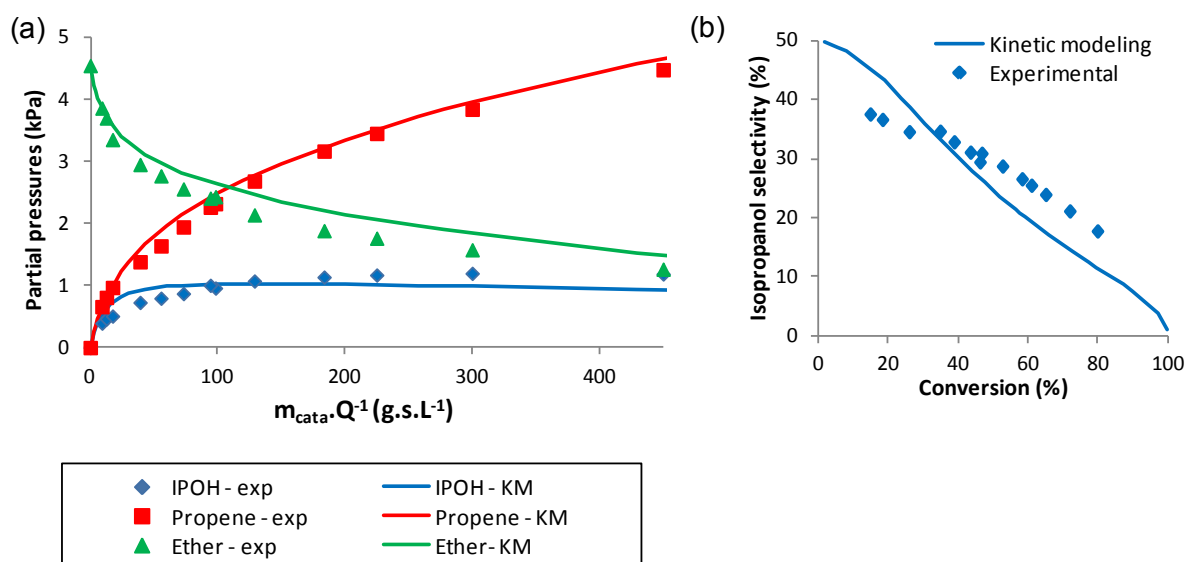 (a)
Partial pressures (kPa)
5
4
3
2
1
0
0 100 200 300 400
m_cata.Q⁻¹ (g.s.L⁻¹)
(b)
Isopropanol selectivity (%)
50
40
30
20
10
0
Kinetic modeling
Experimental
0 20 40 60 80 100
Conversion (%)
IPOH - exp IPOH - KM
Propene - exp Propene - KM
Ether - exp Ether- KM